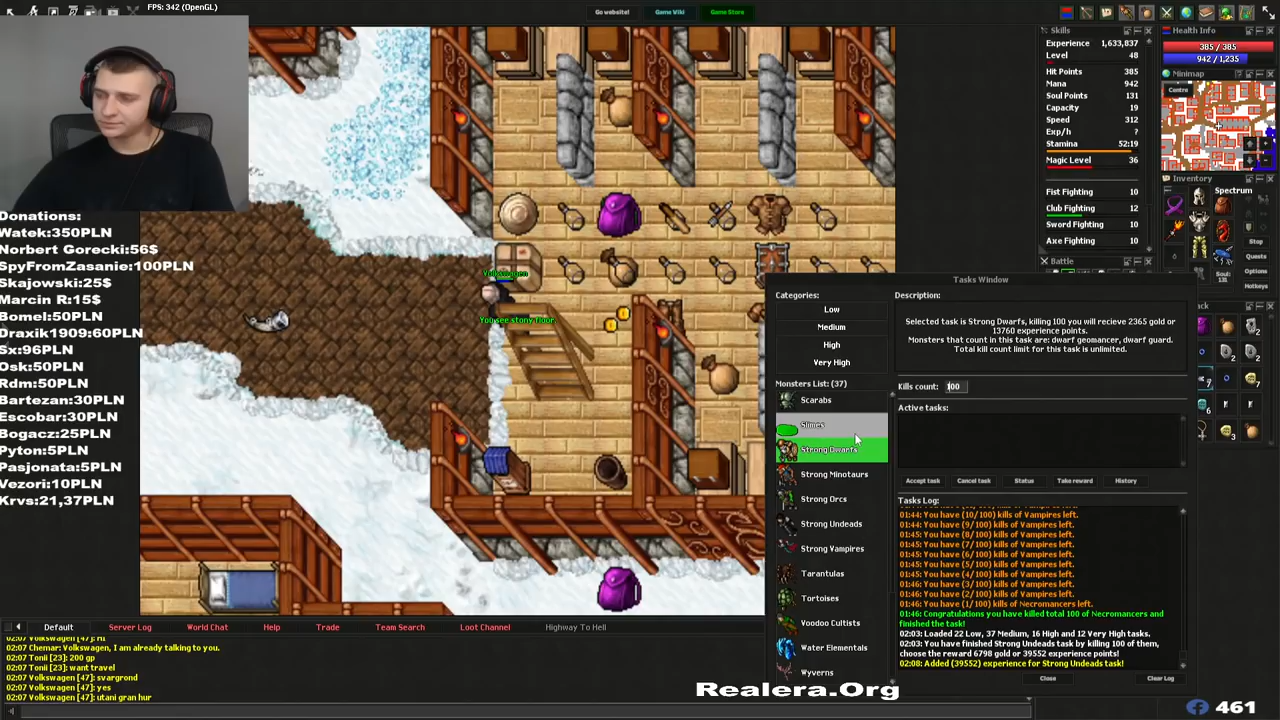 FPS: 342 (OpenGL)
Go website!
Game Wiki
Game Store
Skills
Experience 1,633,837
Level 48
Hit Points 385
Mana 942
Soul Points 131
Capacity 19
Speed 312
Exp/h ?
Stamina 52:19
Magic Level 36
Fist Fighting 10
Club Fighting 12
Sword Fighting 10
Axe Fighting 10
Battle
Health Info
385 / 385
942 / 1,235
Minimap
Centre
Inventory
Spectrum
Stop
Quests
Options
Hotkeys
Soul:
131
Donations:
Watek:350PLN
Norbert Gorecki:56$
SpyFromZasanie:100PLN
Skajowski:25$
Marcin R:15$
Bomel:50PLN
Draxik1909:60PLN
Sx:96PLN
Osk:50PLN
Rdm:50PLN
Bartezan:30PLN
Escobar:30PLN
Bogacz:25PLN
Pyton:5PLN
Pasjonata:5PLN
Vezori:10PLN
Krvs:21,37PLN
Volkswagen
You see stony floor.
Tasks Window
Categories:
Low
Medium
High
Very High
Monsters List: (37)
Scarabs
Slimes
Strong Dwarfs
Strong Minotaurs
Strong Orcs
Strong Undeads
Strong Vampires
Tarantulas
Tortoises
Voodoo Cultists
Water Elementals
Wyverns
Description:
Selected task is Strong Dwarfs, killing 100 you will recieve 2365 gold or
13760 experience points.
Monsters that count in this task are: dwarf geomancer, dwarf guard.
Total kill count limit for this task is unlimited.
Kills count: 100
Active tasks:
Accept task
Cancel task
Status
Take reward
History
Tasks Log:
01:44: You have (10/100) kills of Vampires left.
01:44: You have (9/100) kills of Vampires left.
01:45: You have (8/100) kills of Vampires left.
01:45: You have (7/100) kills of Vampires left.
01:45: You have (6/100) kills of Vampires left.
01:45: You have (5/100) kills of Vampires left.
01:45: You have (4/100) kills of Vampires left.
01:46: You have (3/100) kills of Vampires left.
01:46: You have (2/100) kills of Vampires left.
01:46: You have (1/100) kills of Necromancers left.
01:46: Congratulations you have killed total 100 of Necromancers and
finished the task!
02:03: Loaded 22 Low, 37 Medium, 16 High and 12 Very High tasks.
02:03: You have finished Strong Undeads task by killing 100 of them,
choose the reward 6798 gold or 39552 experience points!
02:08: Added (39552) experience for Strong Undeads task!
Close
Clear Log
Default
Server Log
World Chat
Help
Trade
Team Search
Loot Channel
Highway To Hell
02:07 Volkswagen [47]: hi
02:07 Chemar: Volkswagen, I am already talking to you.
02:07 Tonii [23]: 200 gp
02:07 Tonii [23]: want travel
02:07 Volkswagen [47]: svargrond
02:07 Volkswagen [47]: yes
02:07 Volkswagen [47]: utani gran hur
Realera.Org
461